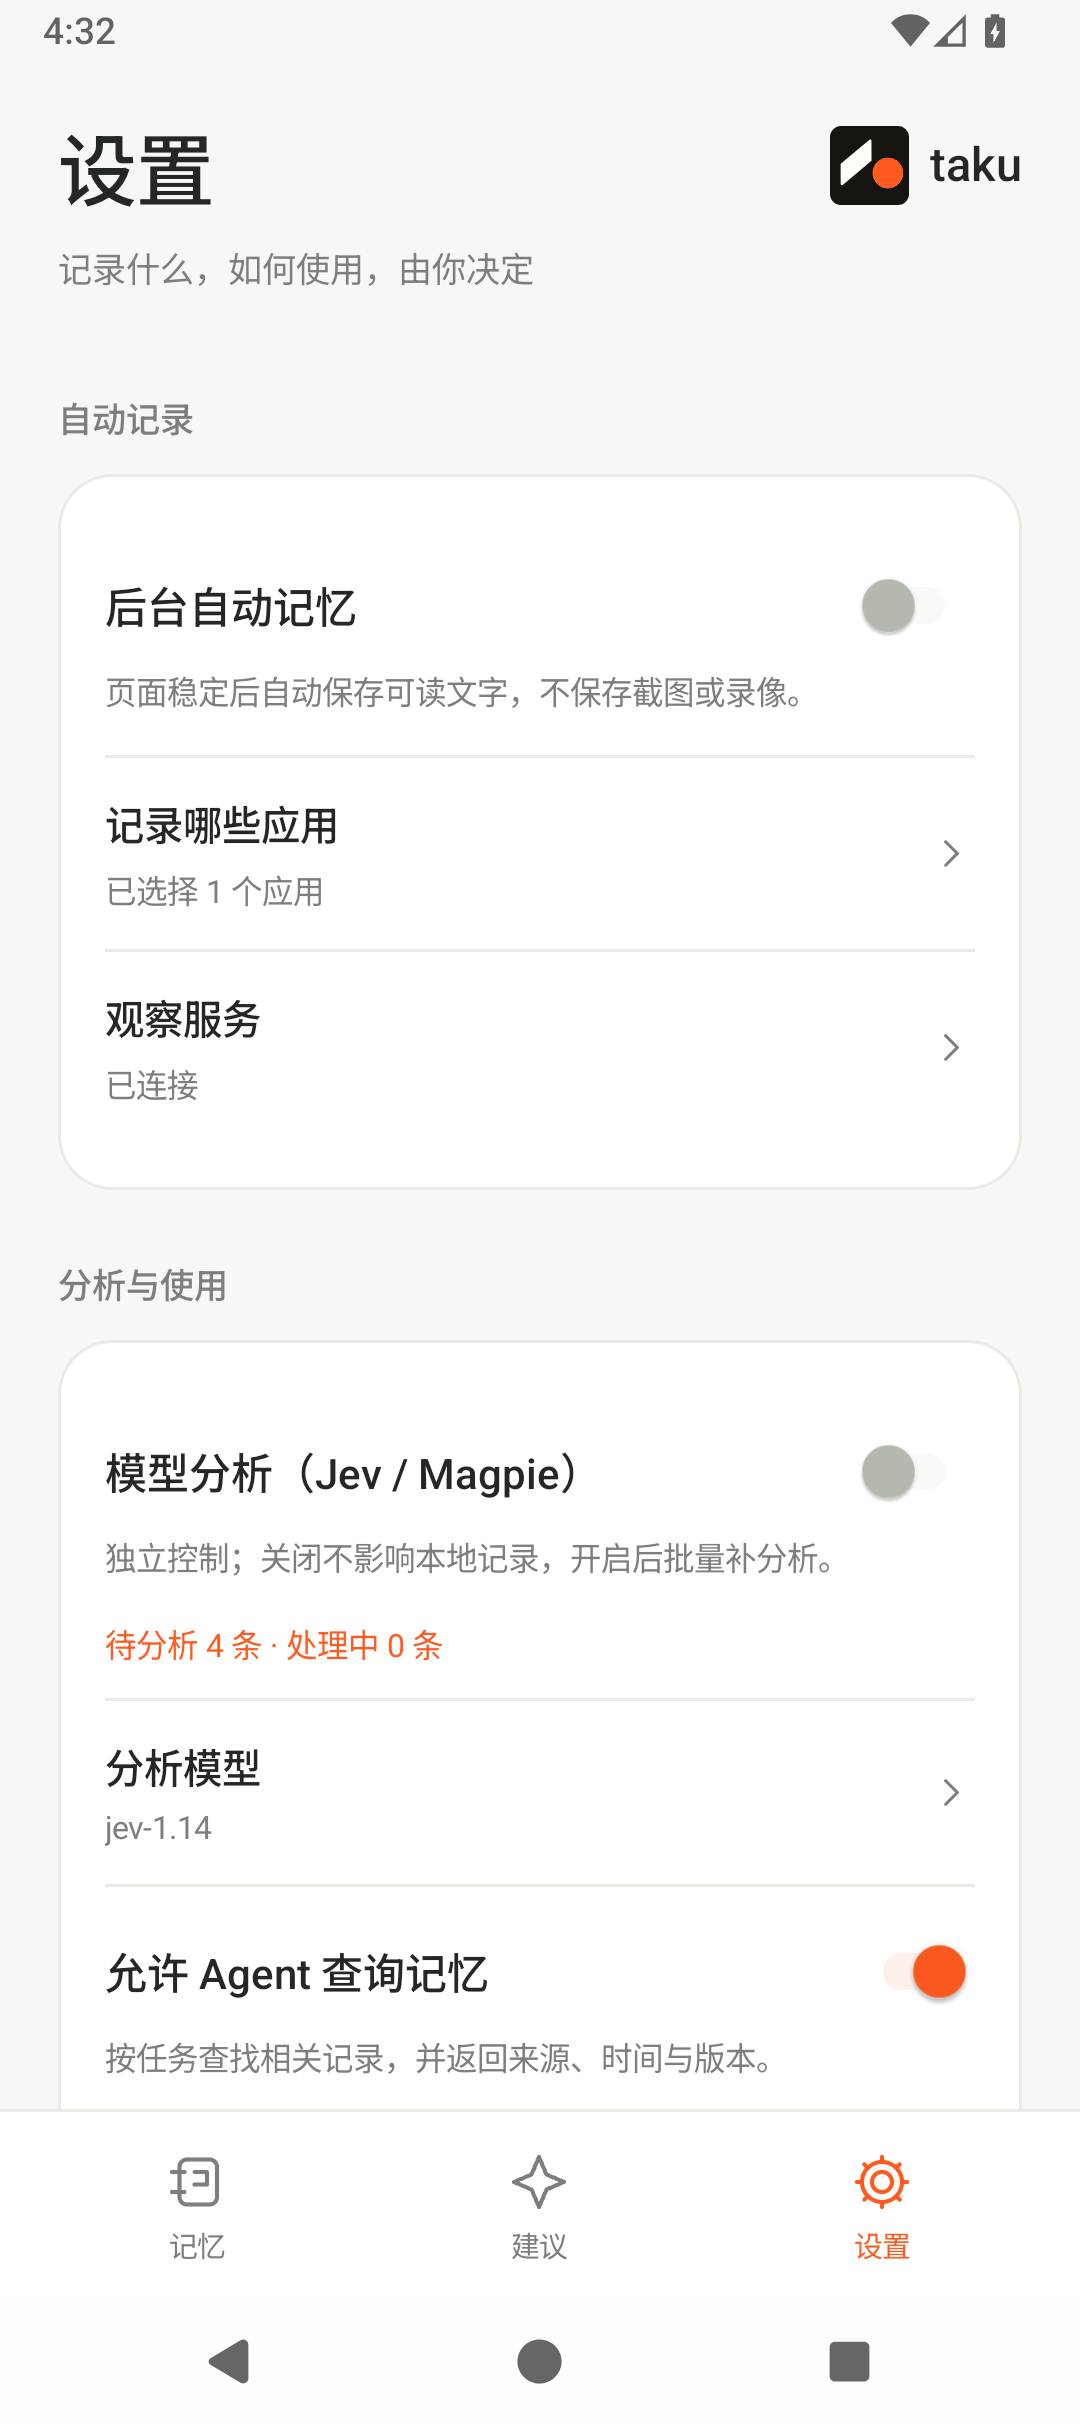 4:32
设置
taku
记录什么，如何使用，由你决定
自动记录
后台自动记忆
页面稳定后自动保存可读文字，不保存截图或录像。
记录哪些应用
已选择 1 个应用
观察服务
已连接
分析与使用
模型分析（Jev / Magpie）
独立控制；关闭不影响本地记录，开启后批量补分析。
待分析 4 条 · 处理中 0 条
分析模型
jev-1.14
允许 Agent 查询记忆
按任务查找相关记录，并返回来源、时间与版本。
记忆
建议
设置